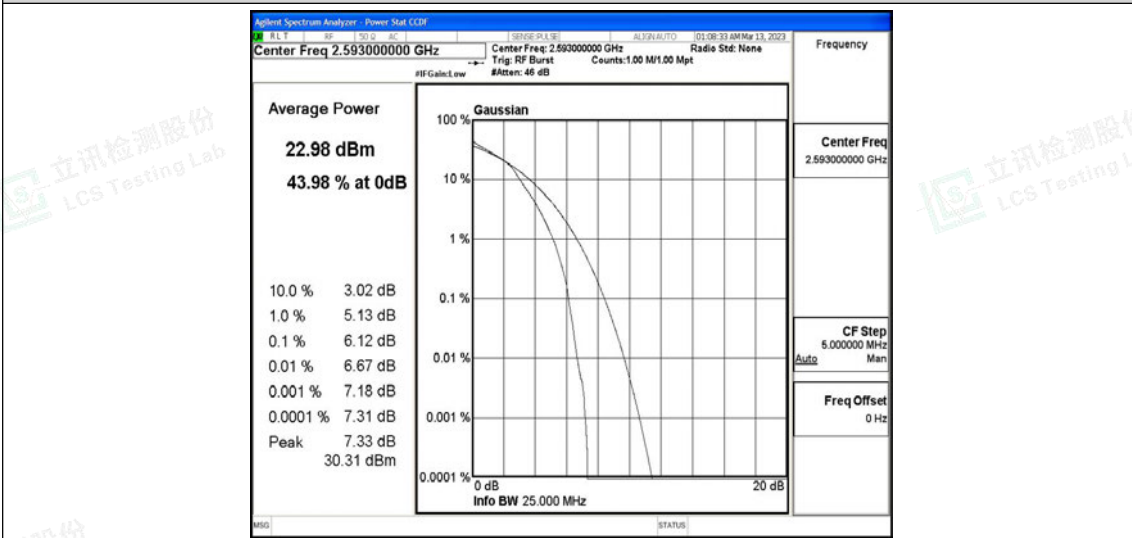 Agilent Spectrum Analyzer - Power Stat CCDF
RLT RF 50 Ω AC SENSE:PULSE ALIGN AUTO 01:08:33 AM Mar 13, 2023
Center Freq 2.593000000 GHz
Center Freq: 2.593000000 GHz Radio Std: None
Trig: RF Burst Counts:1.00 M/1.00 Mpt
#IFGain:Low #Atten: 46 dB
Frequency
Average Power
22.98 dBm
43.98 % at 0dB
10.0 % 3.02 dB
1.0 % 5.13 dB
0.1 % 6.12 dB
0.01 % 6.67 dB
0.001 % 7.18 dB
0.0001 % 7.31 dB
Peak 7.33 dB
30.31 dBm
Gaussian
100 %
10 %
1 %
0.1 %
0.01 %
0.001 %
0.0001 %
0 dB 20 dB
Info BW 25.000 MHz
Center Freq
2.593000000 GHz
CF Step
5.000000 MHz
Auto Man
Freq Offset
0 Hz
MSG STATUS
立讯检测股份
LCS Testing Lab
立讯检测股份
LCS Testing L